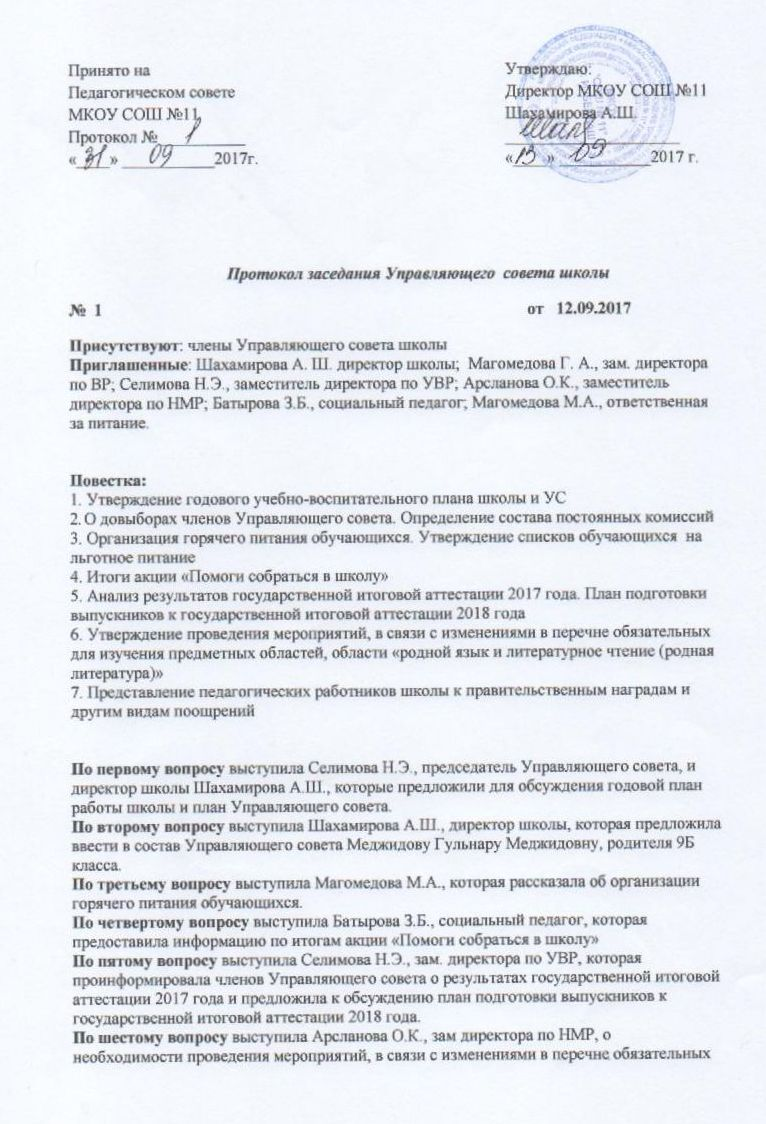 Принято на
Педагогическом совете
МКОУ СОШ №11
Протокол № 1
« 31 » 09 2017г.
Утверждаю:
Директор МКОУ СОШ №11
Шахамирова А.Ш.
« 13 » 09 2017 г.
Протокол заседания Управляющего совета школы
№ 1 от 12.09.2017
Присутствуют: члены Управляющего совета школы
Приглашенные: Шахамирова А. Ш. директор школы; Магомедова Г. А., зам. директора
по ВР; Селимова Н.Э., заместитель директора по УВР; Арсланова О.К., заместитель
директора по НМР; Батырова З.Б., социальный педагог; Магомедова М.А., ответственная
за питание.
Повестка:
1. Утверждение годового учебно-воспитательного плана школы и УС
2. О довыборах членов Управляющего совета. Определение состава постоянных комиссий
3. Организация горячего питания обучающихся. Утверждение списков обучающихся на
льготное питание
4. Итоги акции «Помоги собраться в школу»
5. Анализ результатов государственной итоговой аттестации 2017 года. План подготовки
выпускников к государственной итоговой аттестации 2018 года
6. Утверждение проведения мероприятий, в связи с изменениями в перечне обязательных
для изучения предметных областей, области «родной язык и литературное чтение (родная
литература)»
7. Представление педагогических работников школы к правительственным наградам и
другим видам поощрений
По первому вопросу выступила Селимова Н.Э., председатель Управляющего совета, и
директор школы Шахамирова А.Ш., которые предложили для обсуждения годовой план
работы школы и план Управляющего совета.
По второму вопросу выступила Шахамирова А.Ш., директор школы, которая предложила
ввести в состав Управляющего совета Меджидову Гульнару Меджидовну, родителя 9Б
класса.
По третьему вопросу выступила Магомедова М.А., которая рассказала об организации
горячего питания обучающихся.
По четвертому вопросу выступила Батырова З.Б., социальный педагог, которая
предоставила информацию по итогам акции «Помоги собраться в школу»
По пятому вопросу выступила Селимова Н.Э., зам. директора по УВР, которая
проинформировала членов Управляющего совета о результатах государственной итоговой
аттестации 2017 года и предложила к обсуждению план подготовки выпускников к
государственной итоговой аттестации 2018 года.
По шестому вопросу выступила Арсланова О.К., зам директора по НМР, о
необходимости проведения мероприятий, в связи с изменениями в перечне обязательных